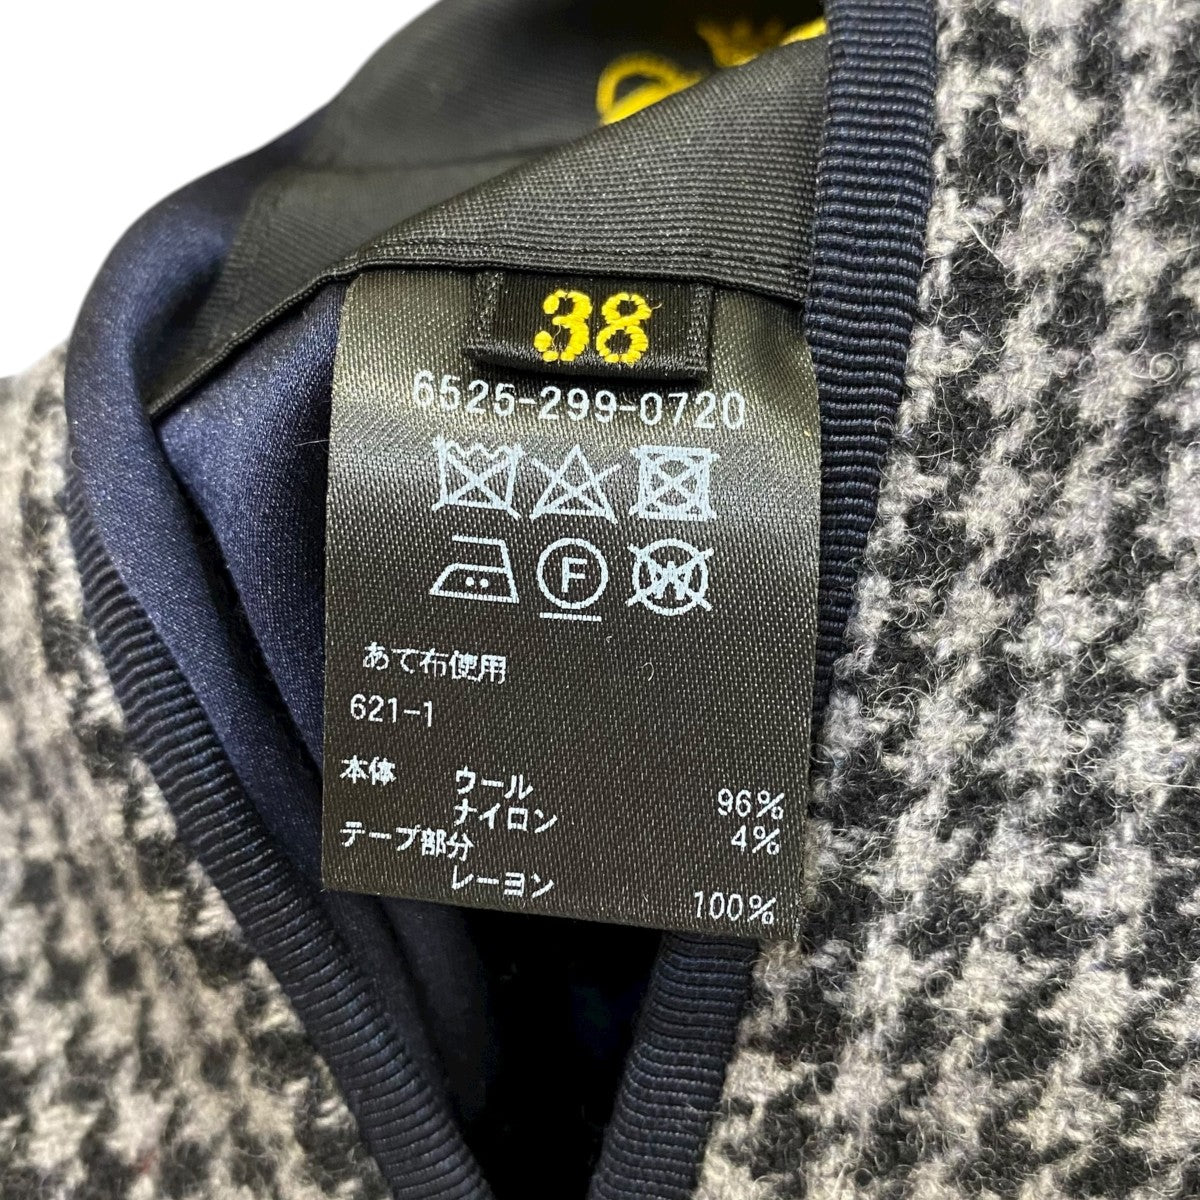 38
6525-299-0720
F
W
あて布使用
621-1
本体 ウール 96%
ナイロン 4%
テープ部分
レーヨン 100%